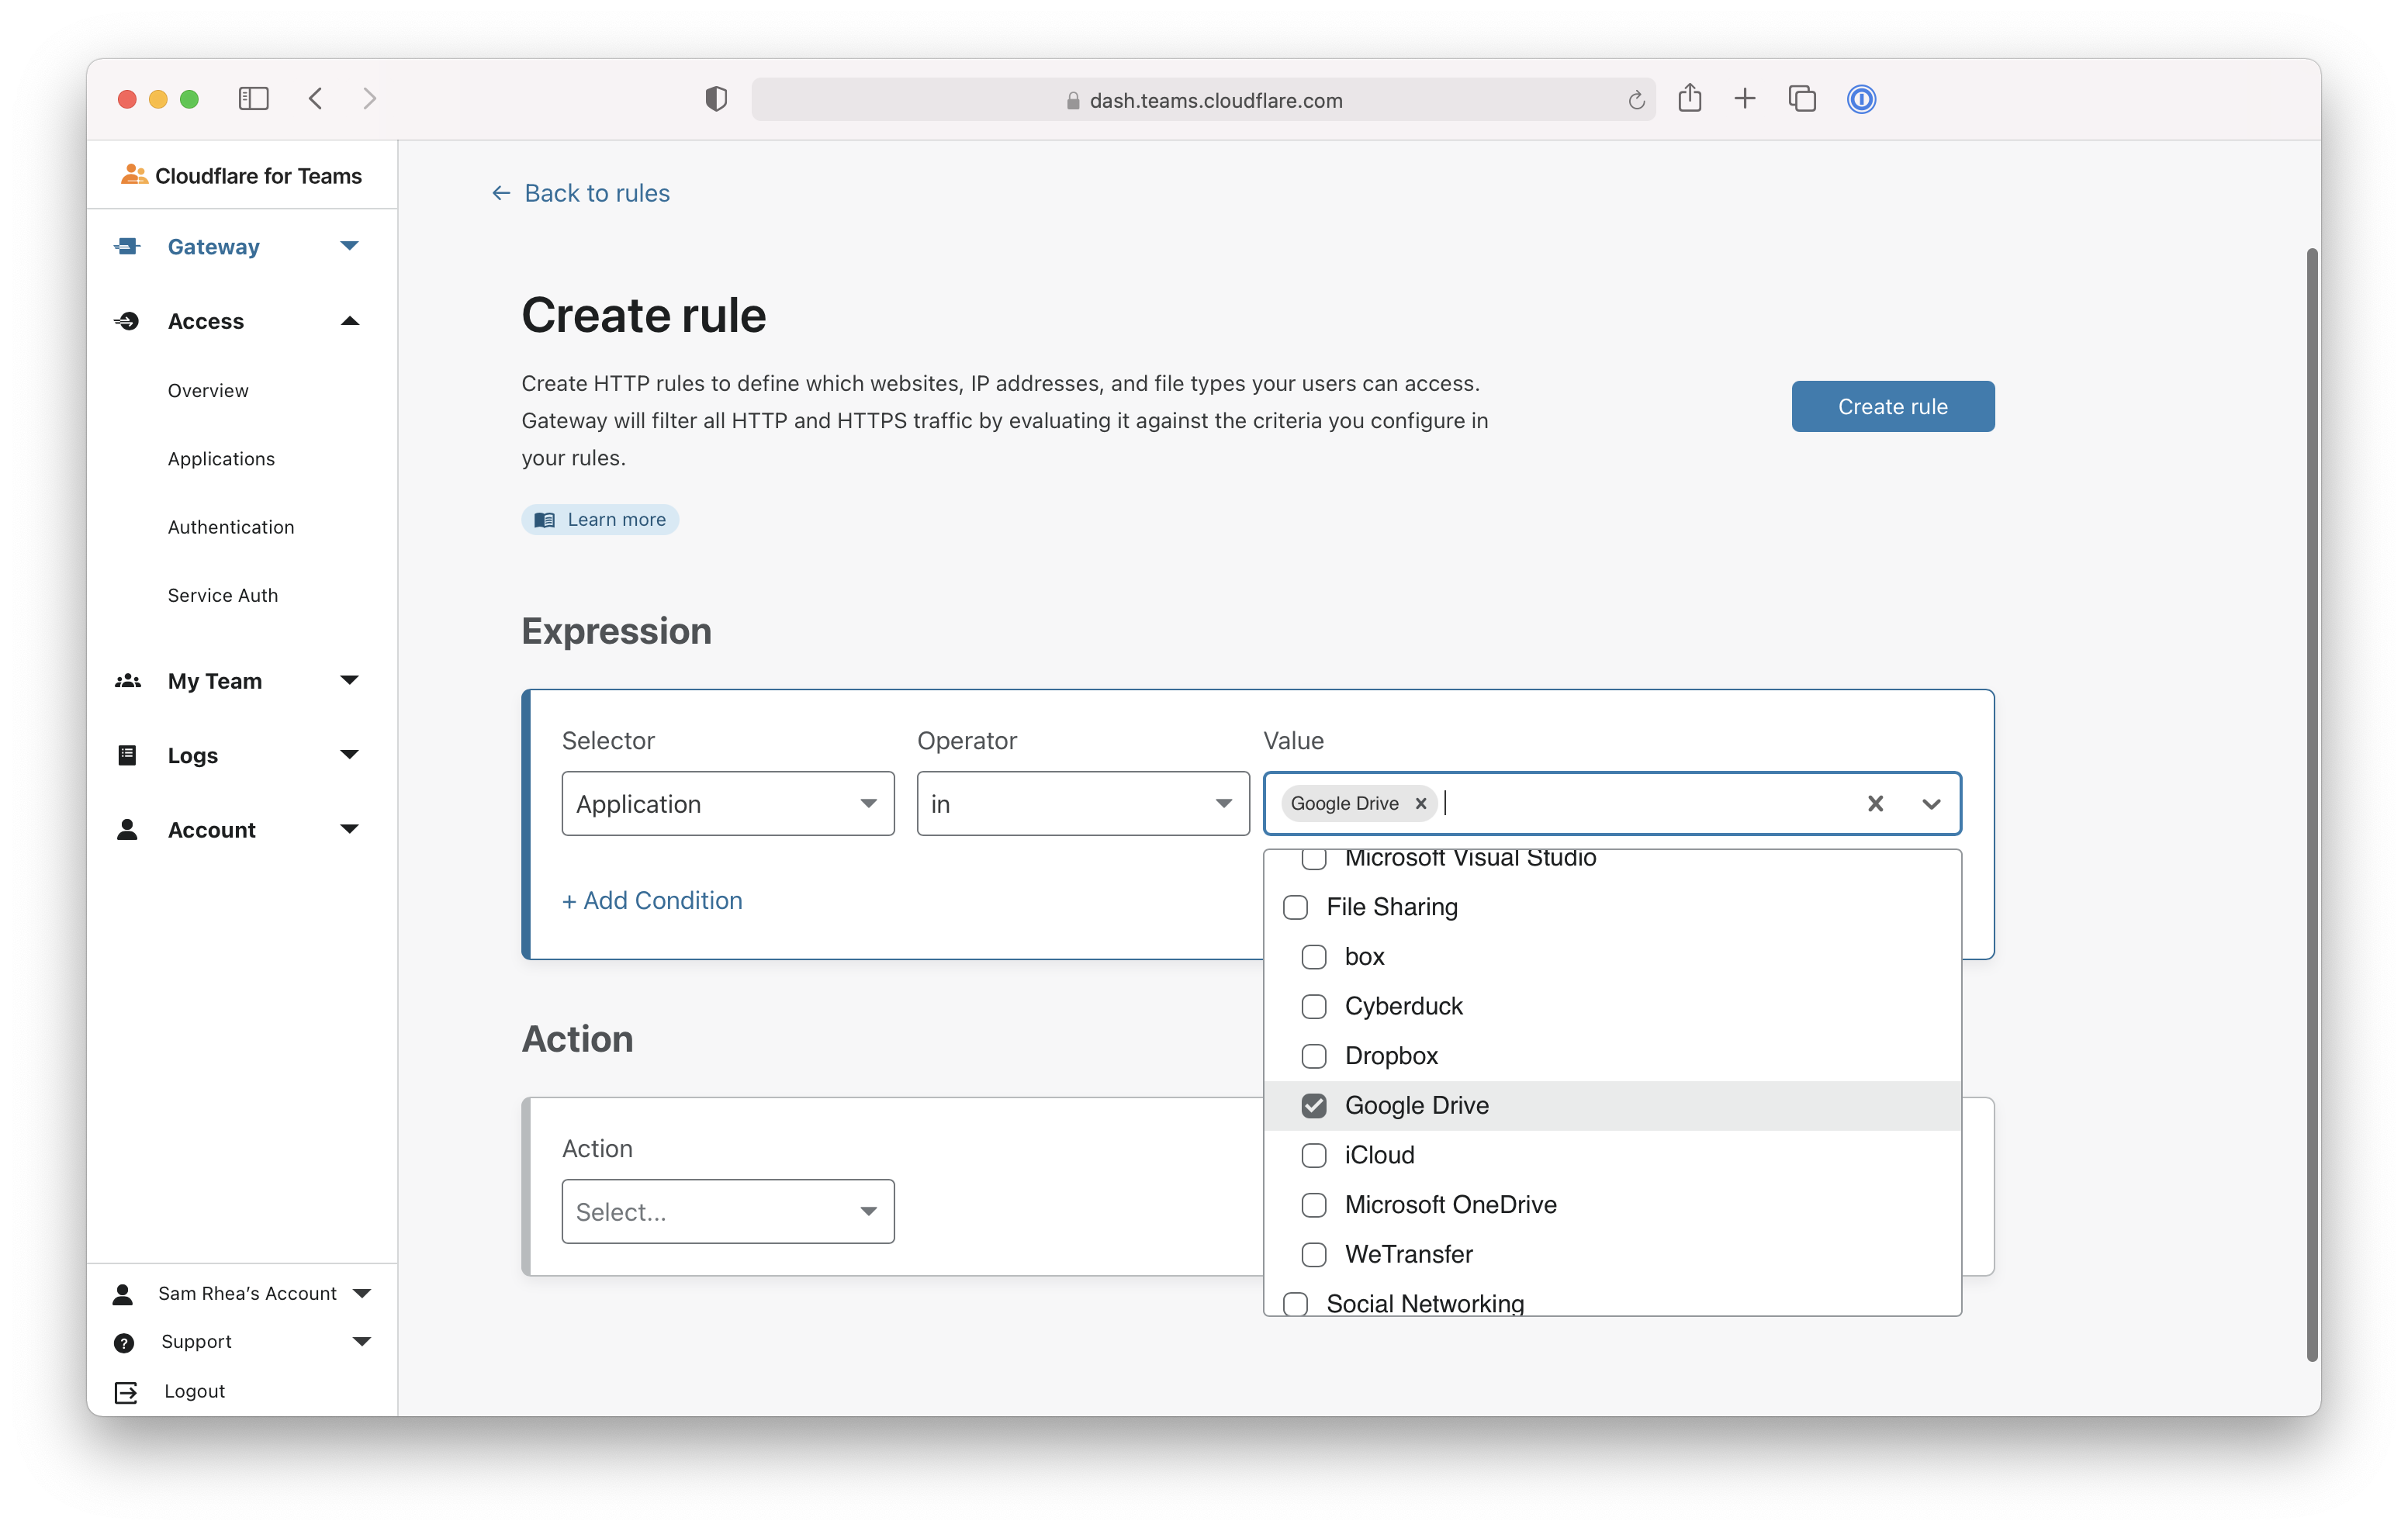 dash.teams.cloudflare.com
Cloudflare for Teams
Gateway
Access
Overview
Applications
Authentication
Service Auth
My Team
Logs
Account
Sam Rhea’s Account
Support
Logout
← Back to rules
Create rule
Create HTTP rules to define which websites, IP addresses, and file types your users can access.
Gateway will filter all HTTP and HTTPS traffic by evaluating it against the criteria you configure in
your rules.
Create rule
Learn more
Expression
Selector
Operator
Value
Application
in
Google Drive
+ Add Condition
Microsoft Visual Studio
File Sharing
box
Cyberduck
Dropbox
Google Drive
iCloud
Microsoft OneDrive
WeTransfer
Social Networking
Action
Action
Select...